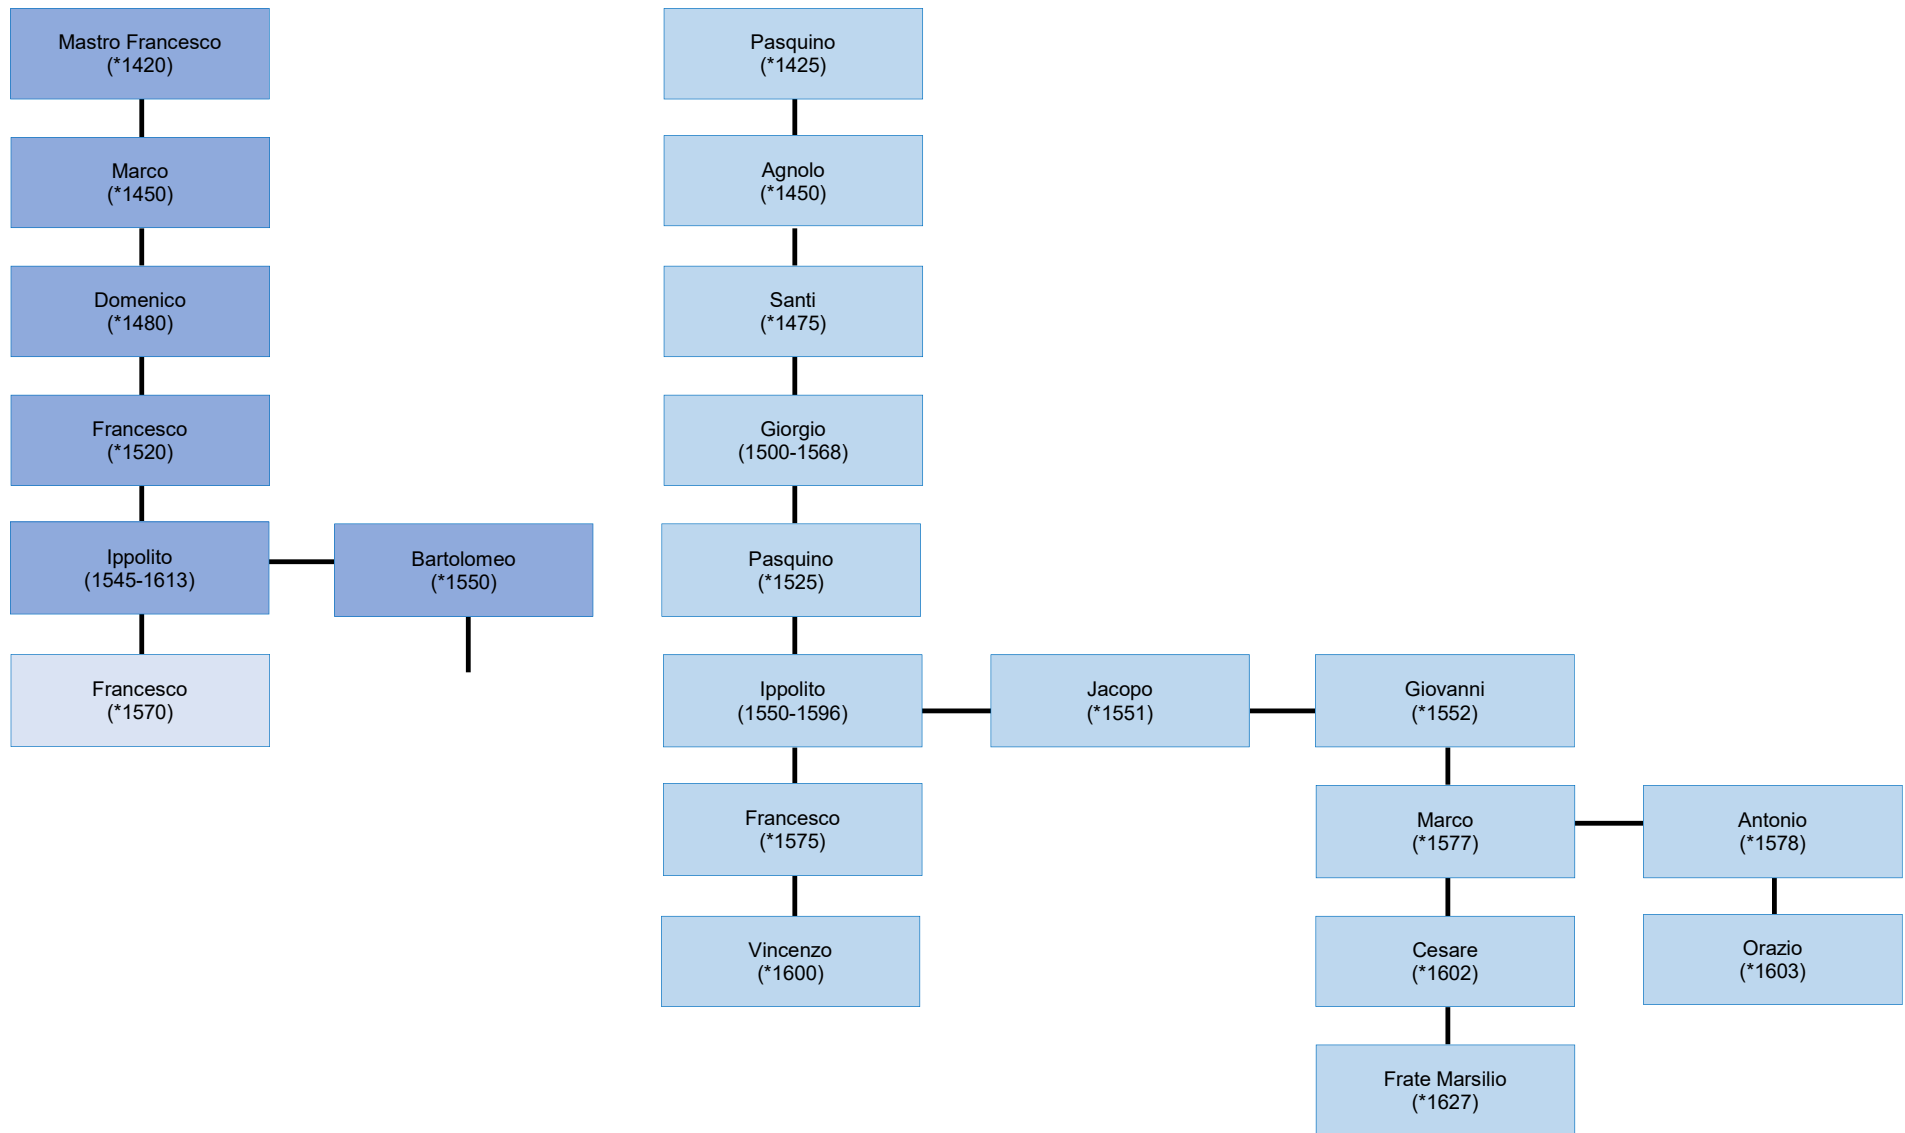 Mastro Francesco
(*1420)
Pasquino
(*1425)
Marco
(*1450)
Agnolo
(*1450)
Domenico
(*1480)
Santi
(*1475)
Francesco
(*1520)
Giorgio
(1500-1568)
Ippolito
(1545-1613)
Bartolomeo
(*1550)
Pasquino
(*1525)
Francesco
(*1570)
Ippolito
(1550-1596)
Jacopo
(*1551)
Giovanni
(*1552)
Francesco
(*1575)
Marco
(*1577)
Antonio
(*1578)
Vincenzo
(*1600)
Cesare
(*1602)
Orazio
(*1603)
Frate Marsilio
(*1627)